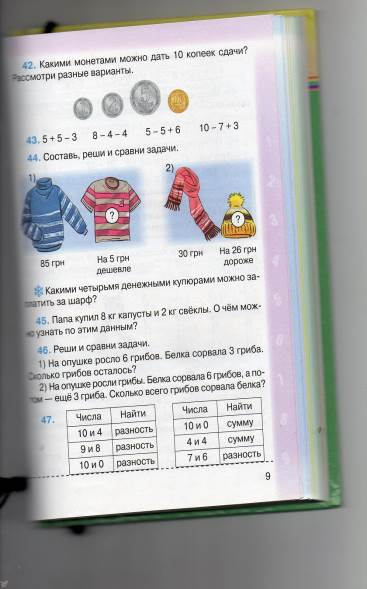 42. Какими монетами можно дать 10 копеек сдачи?
Рассмотри разные варианты.
43. 5 + 5 – 3 8 – 4 – 4 5 – 5 + 6 10 – 7 + 3
44. Составь, реши и сравни задачи.
1) 2)
? ?
85 грн На 5 грн дешевле 30 грн На 26 грн дороже
Какими четырьмя денежными купюрами можно за-
платить за шарф?
45. Папа купил 8 кг капусты и 2 кг свёклы. О чём мож-
но узнать по этим данным?
46. Реши и сравни задачи.
1) На опушке росло 6 грибов. Белка сорвала 3 гриба.
Сколько грибов осталось?
2) На опушке росли грибы. Белка сорвала 6 грибов, а по-
том — ещё 3 гриба. Сколько всего грибов сорвала белка?
47.
Числа Найти
10 и 4 разность
9 и 8 разность
10 и 0 разность
Числа Найти
10 и 0 сумму
4 и 4 сумму
7 и 6 разность
9